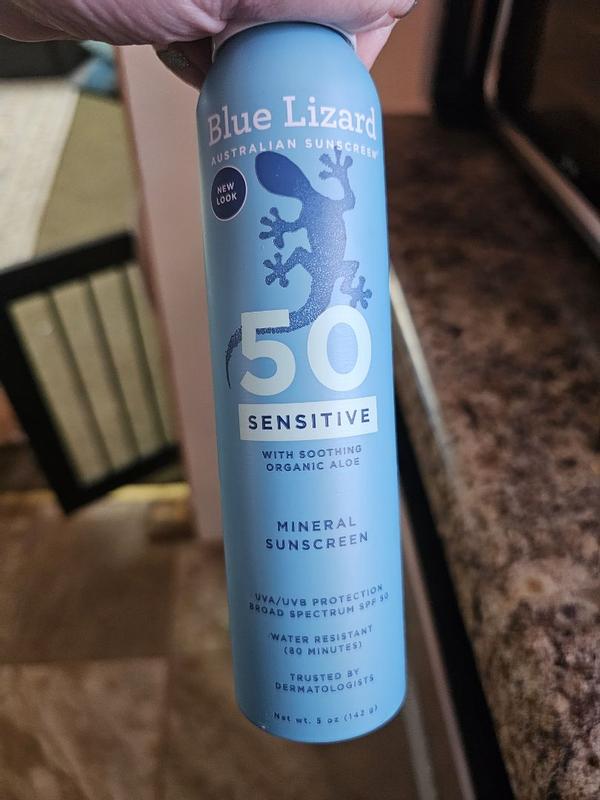 Blue Lizard
AUSTRALIAN SUNSCREEN®
NEW
LOOK
50
SENSITIVE
WITH SOOTHING
ORGANIC ALOE
MINERAL
SUNSCREEN
UVA/UVB PROTECTION
BROAD SPECTRUM SPF 50
WATER RESISTANT
(80 MINUTES)
TRUSTED BY
DERMATOLOGISTS
Net wt. 5 oz (142 g)